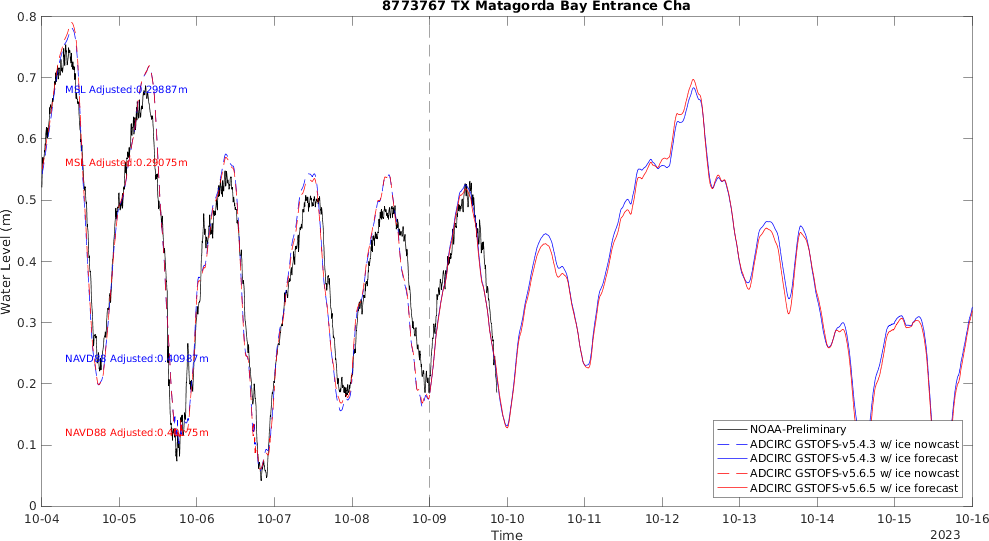 8773767 TX Matagorda Bay Entrance Cha
0.8
0.7
0.6
0.5
0.4
0.3
0.2
0.1
0
Water Level (m)
MSL Adjusted:0.29887m
MSL Adjusted:0.29075m
NAVD88 Adjusted:0.40987m
NAVD88 Adjusted:0.40175m
NOAA-Preliminary
ADCIRC GSTOFS-v5.4.3 w/ ice nowcast
ADCIRC GSTOFS-v5.4.3 w/ ice forecast
ADCIRC GSTOFS-v5.6.5 w/ ice nowcast
ADCIRC GSTOFS-v5.6.5 w/ ice forecast
10-04 10-05 10-06 10-07 10-08 10-09 10-10 10-11 10-12 10-13 10-14 10-15 10-16
Time
2023